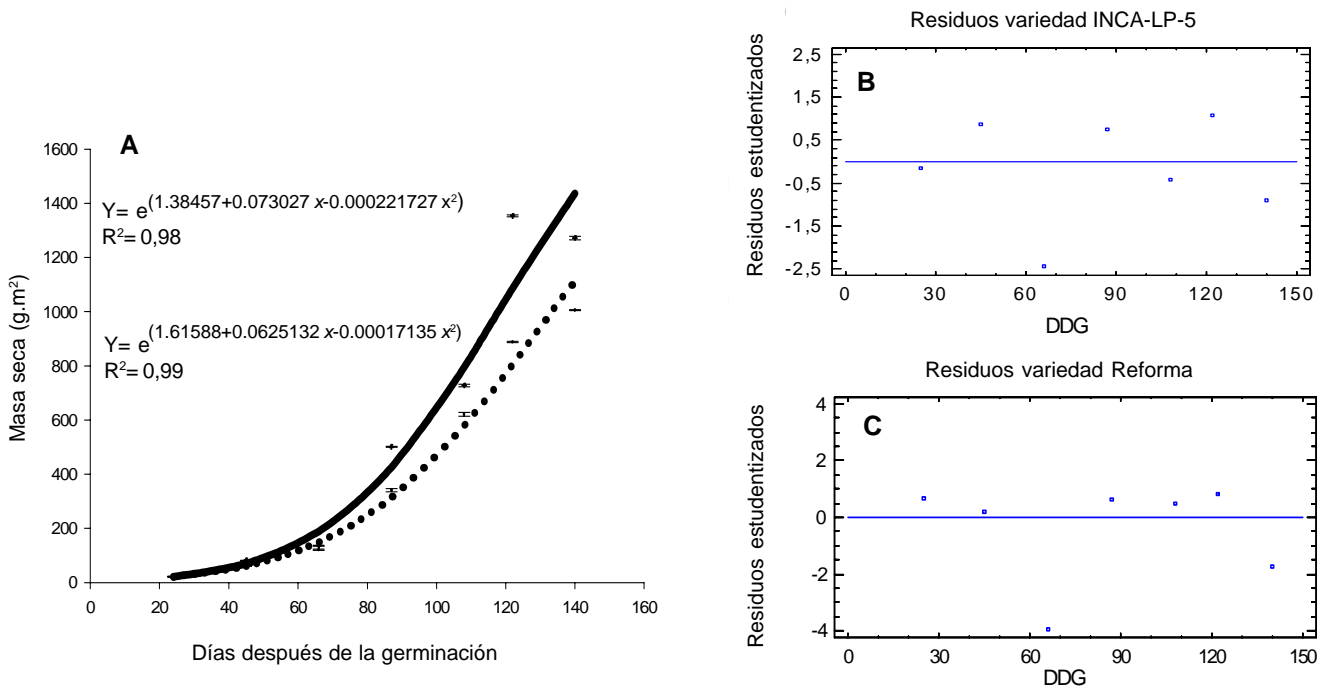 A
1600
1400
1200
1000
800
600
400
200
0
Masa seca (g.m²)
Y= e(1.38457+0.073027 x-0.000221727 x²)
R²= 0,98
Y= e(1.61588+0.0625132 x-0.00017135 x²)
R²= 0,99
0 20 40 60 80 100 120 140 160
Días después de la germinación
Residuos variedad INCA-LP-5
B
Residuos estudentizados
2,5
1,5
0,5
-0,5
-1,5
-2,5
0 30 60 90 120 150
DDG
Residuos variedad Reforma
C
Residuos estudentizados
4
2
0
-2
-4
0 30 60 90 120 150
DDG